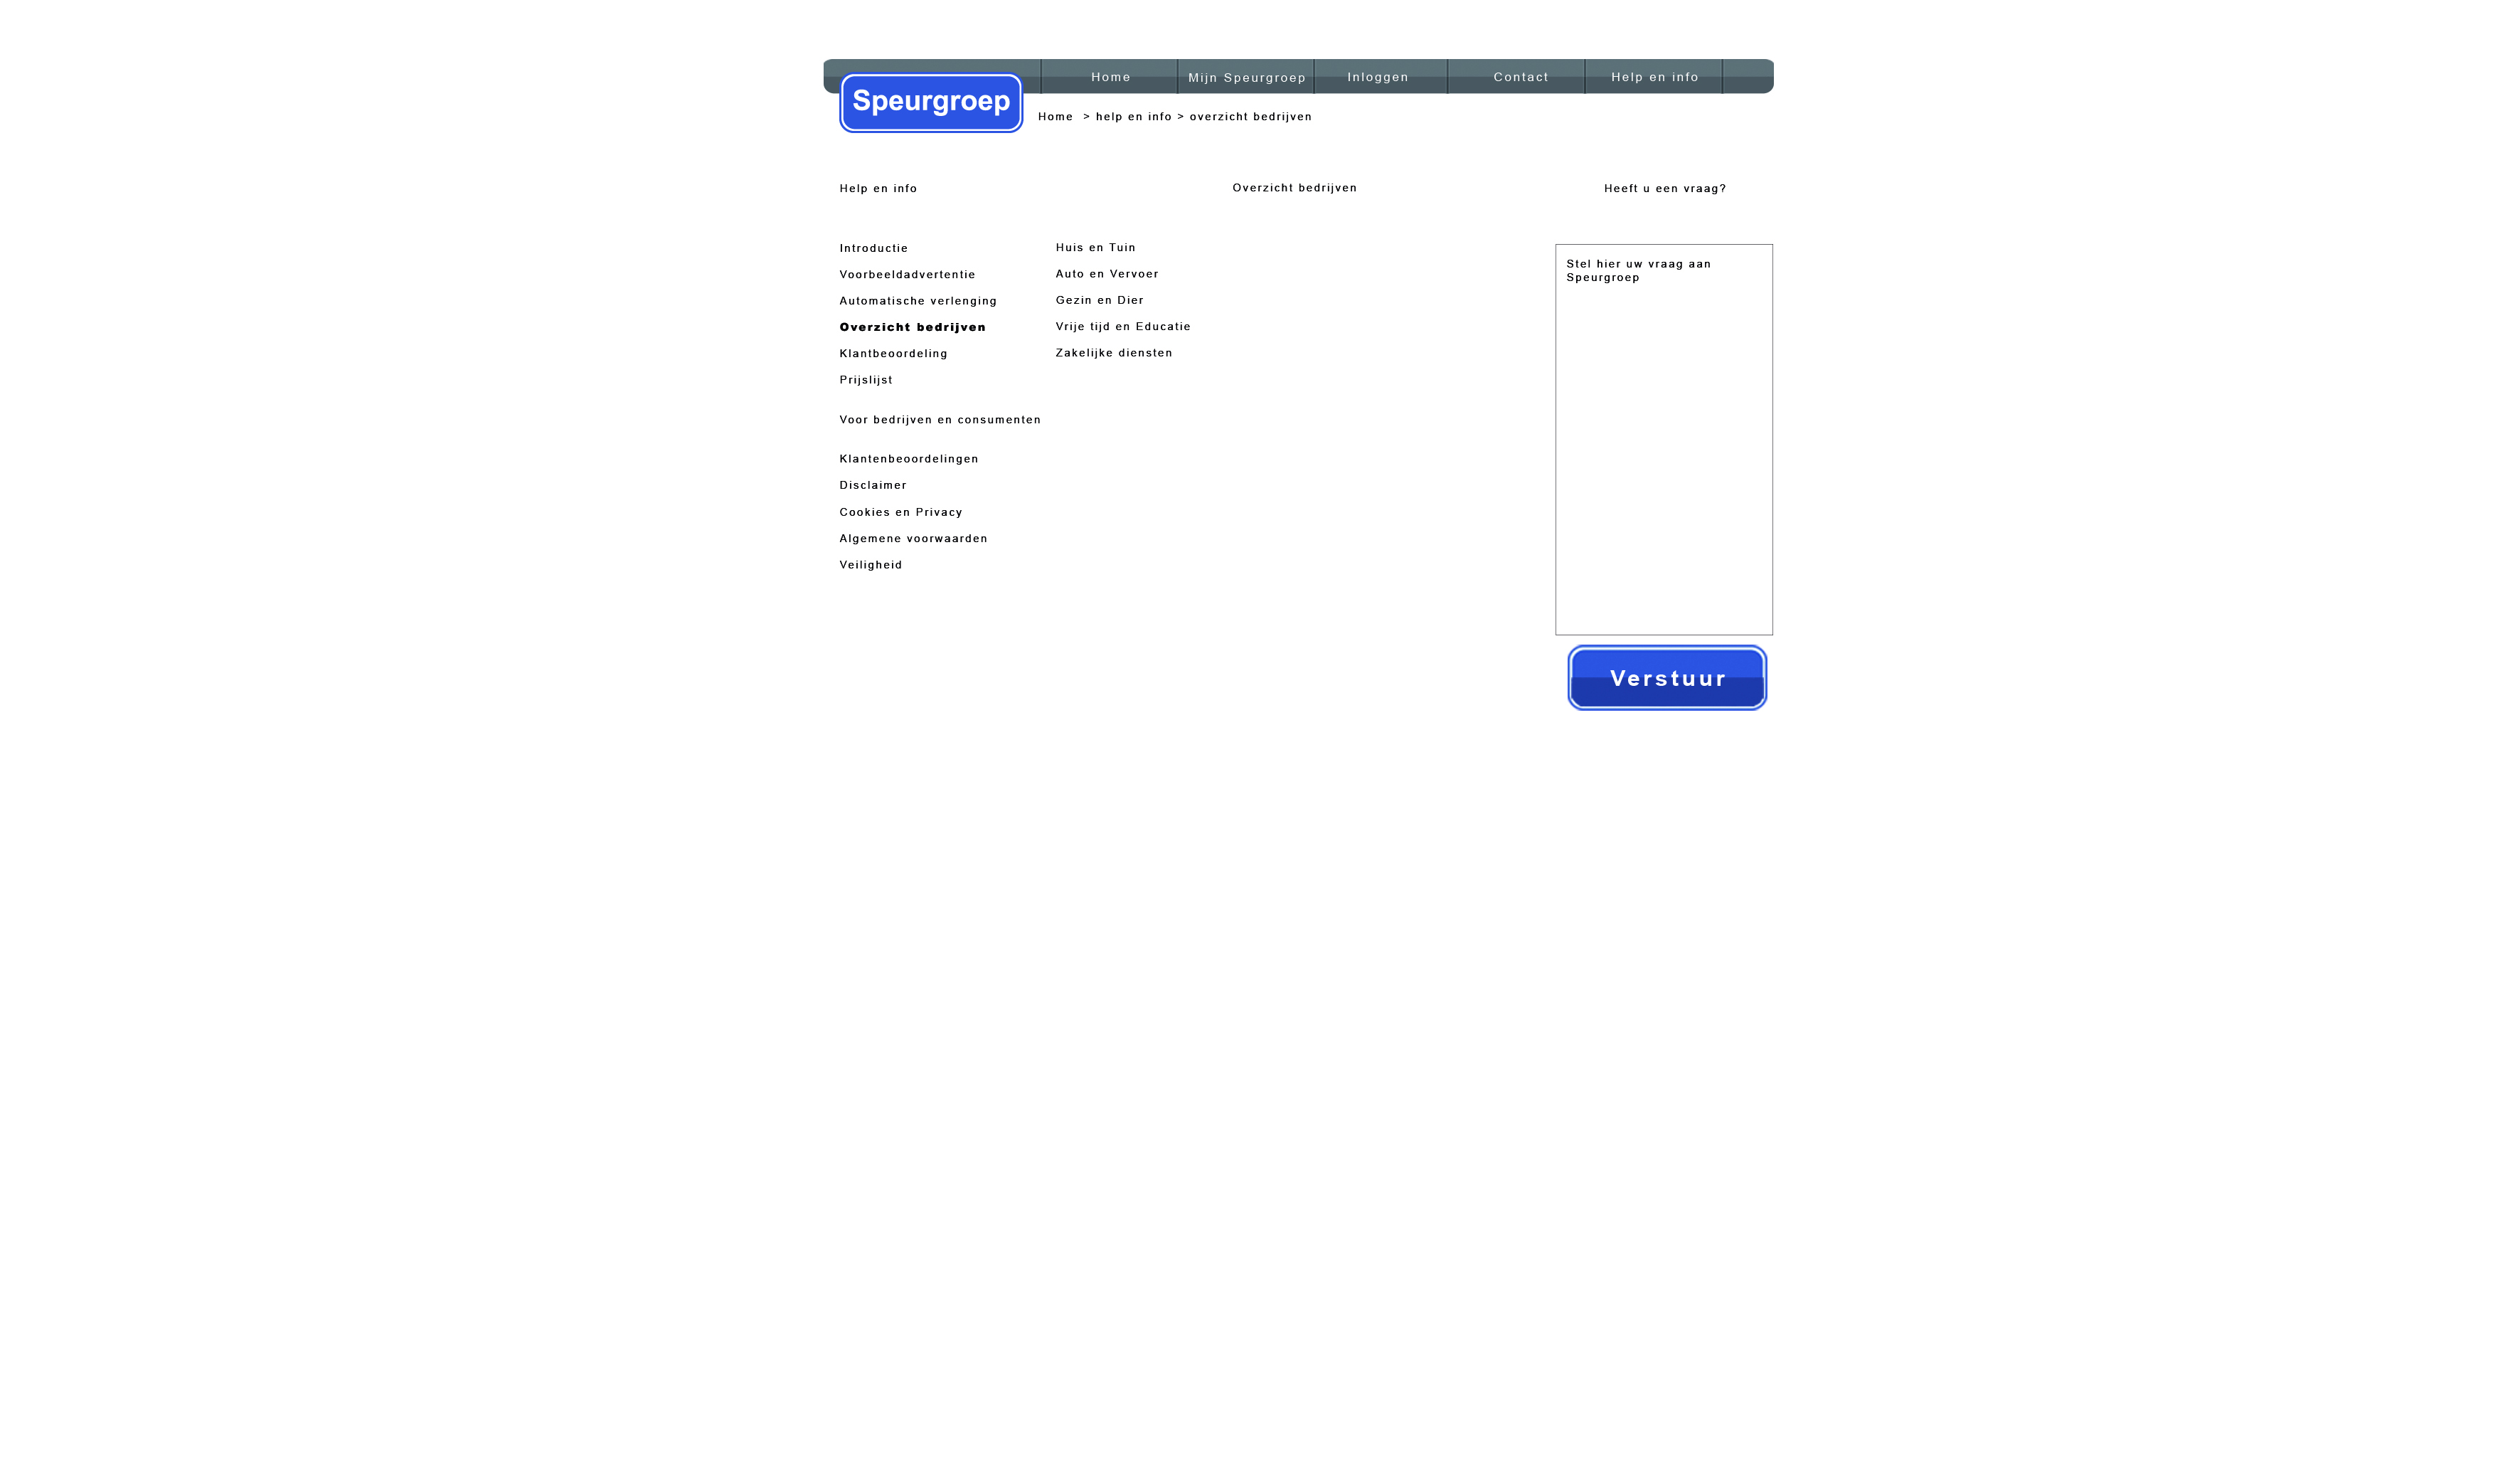 Home
Mijn Speurgroep
Inloggen
Contact
Help en info
Speurgroep
Home > help en info > overzicht bedrijven
Help en info
Introductie
Voorbeeldadvertentie
Automatische verlenging
Overzicht bedrijven
Klantbeoordeling
Prijslijst
Voor bedrijven en consumenten
Klantenbeoordelingen
Disclaimer
Cookies en Privacy
Algemene voorwaarden
Veiligheid
Overzicht bedrijven
Huis en Tuin
Auto en Vervoer
Gezin en Dier
Vrije tijd en Educatie
Zakelijke diensten
Heeft u een vraag?
Stel hier uw vraag aan
Speurgroep
Verstuur